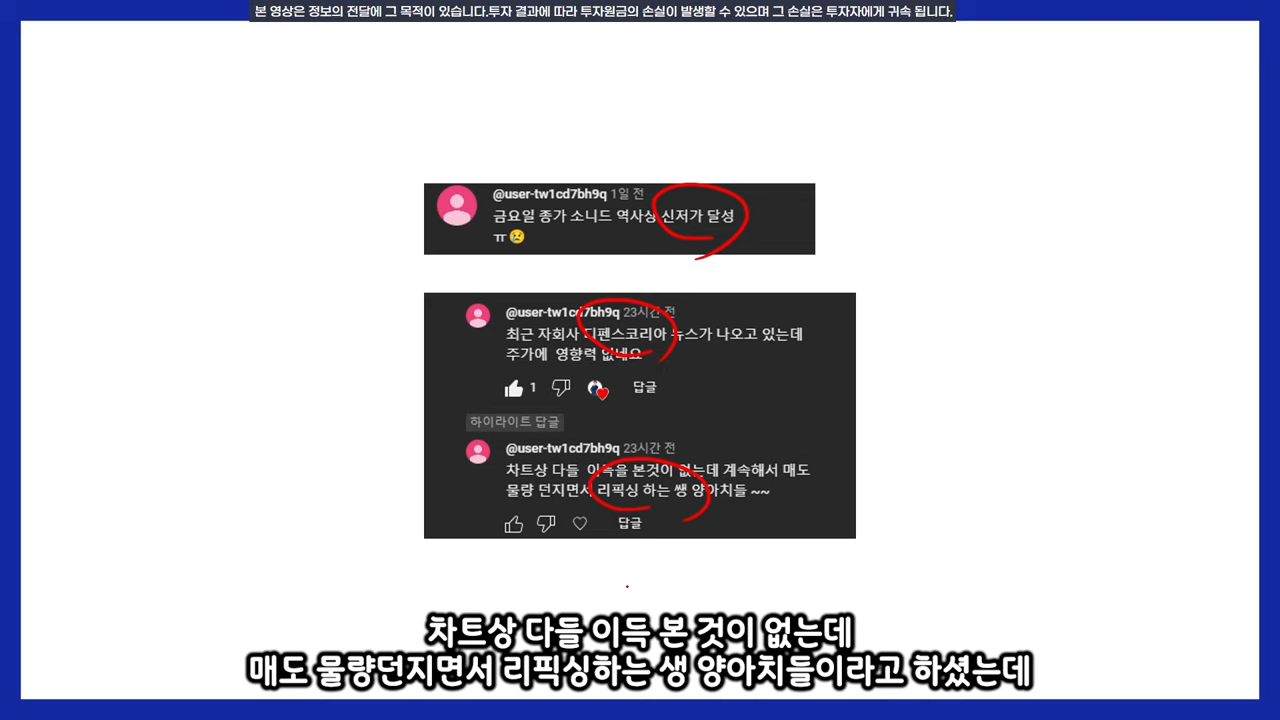 본 영상은 정보의 전달에 그 목적이 있습니다.투자 결과에 따라 투자원금의 손실이 발생할 수 있으며 그 손실은 투자자에게 귀속 됩니다.
@user-tw1cd7bh9q 1일 전
금요일 종가 소니드 역사상 신저가 달성
ㅠ😢
@user-tw1cd7bh9q 23시간 전
최근 자회사 디펜스코리아 뉴스가 나오고 있는데
주가에 영향력 없네요
1 답글
하이라이트 답글
@user-tw1cd7bh9q 23시간 전
차트상 다들 이득을 본것이 없는데 계속해서 매도
물량 던지면서 리픽싱 하는 쌩 양아치들 ~~
답글
차트상 다들 이득 본 것이 없는데
매도 물량던지면서 리픽싱하는 생 양아치들이라고 하셨는데